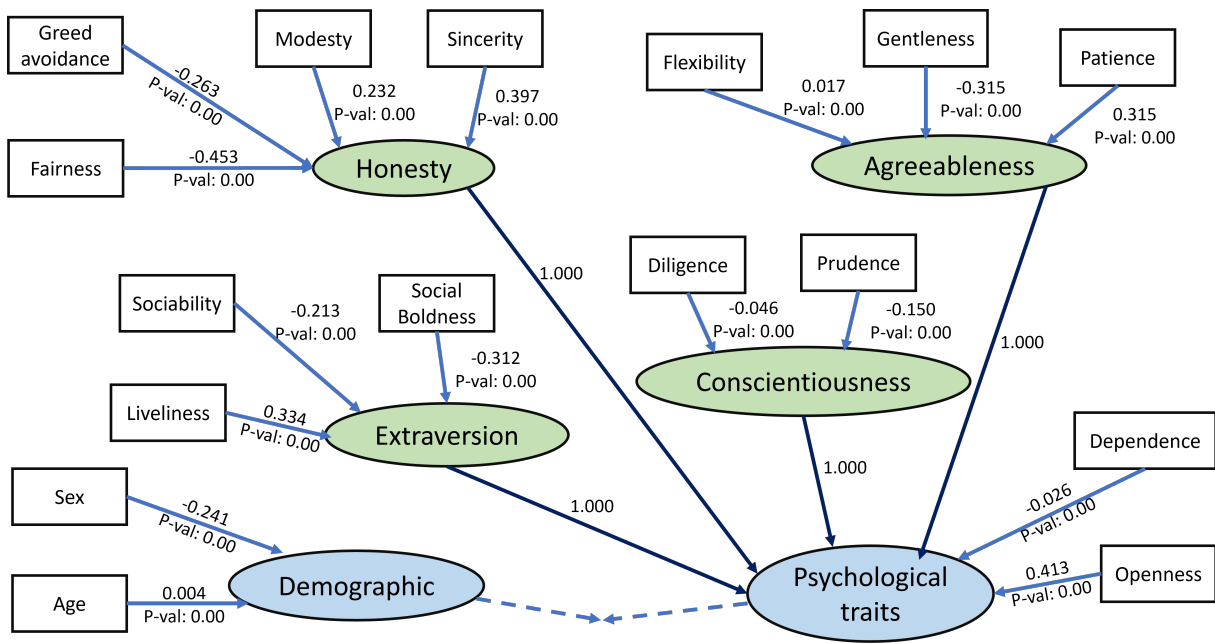 Greed
avoidance
-0.263
P-val: 0.00
Modesty
0.232
P-val: 0.00
Sincerity
0.397
P-val: 0.00
Fairness
-0.453
P-val: 0.00
Honesty
1.000
Flexibility
0.017
P-val: 0.00
Gentleness
-0.315
P-val: 0.00
Patience
0.315
P-val: 0.00
Agreeableness
1.000
Sociability
-0.213
P-val: 0.00
Social
Boldness
-0.312
P-val: 0.00
Liveliness
0.334
P-val: 0.00
Extraversion
1.000
Diligence
-0.046
P-val: 0.00
Prudence
-0.150
P-val: 0.00
Conscientiousness
1.000
Sex
-0.241
P-val: 0.00
Age
0.004
P-val: 0.00
Demographic
Dependence
-0.026
P-val: 0.00
Openness
0.413
P-val: 0.00
Psychological
traits